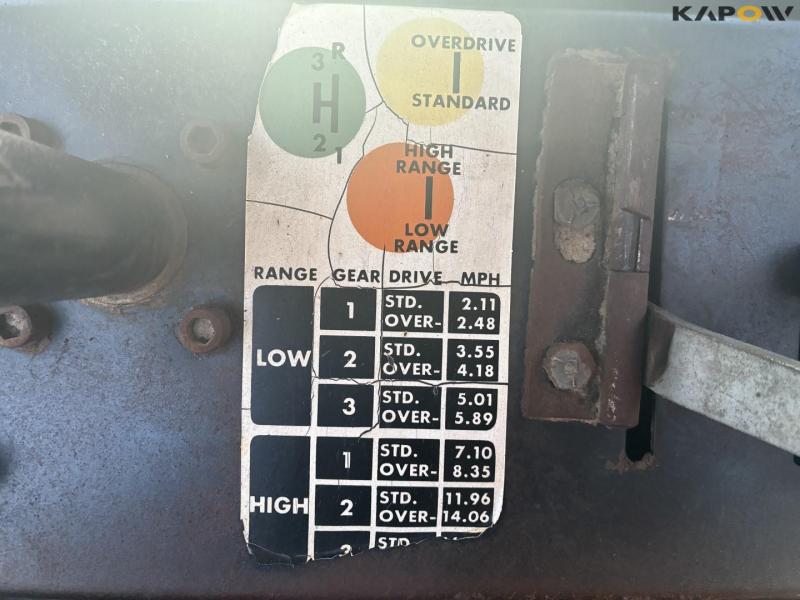 KAPOW
3 R
2 1
OVERDRIVE
STANDARD
HIGH
RANGE
LOW
RANGE
RANGE GEAR DRIVE MPH
LOW
1 STD. 2.11
OVER- 2.48
2 STD. 3.55
OVER- 4.18
3 STD. 5.01
OVER- 5.89
HIGH
1 STD. 7.10
OVER- 8.35
2 STD. 11.96
OVER- 14.06
3 STD